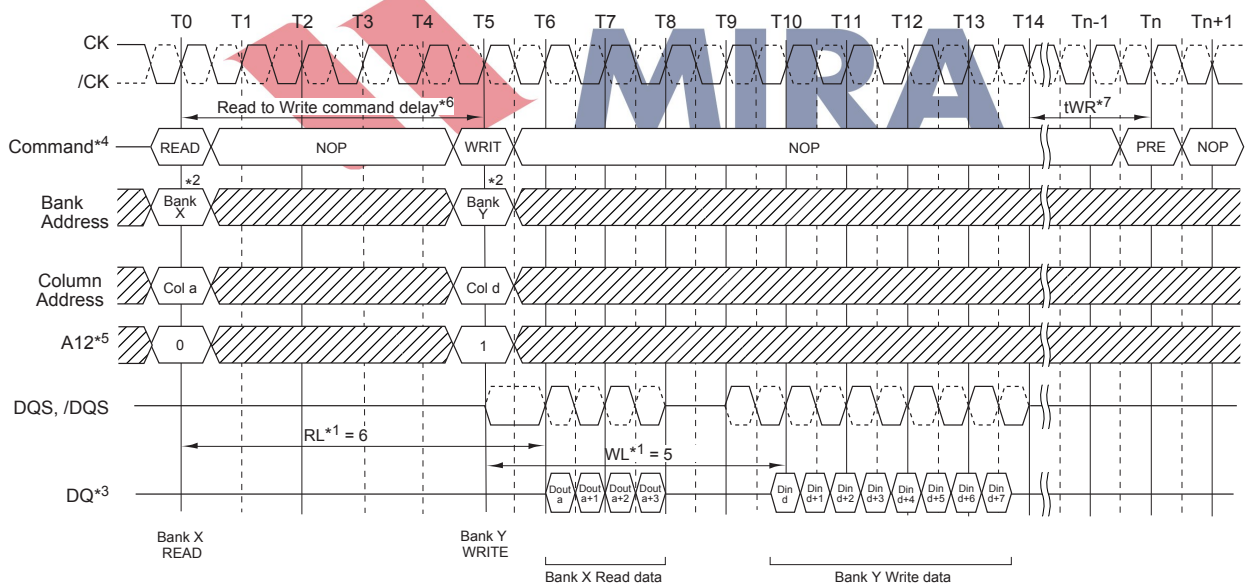 T0 T1 T2 T3 T4 T5 T6 T7 T8 T9 T10 T11 T12 T13 T14 Tn-1 Tn Tn+1
CK
/CK
MIRA
Read to Write command delay*6
tWR*7
Command*4 READ NOP WRIT NOP PRE NOP
*2 *2
Bank Address Bank X Bank Y
Column Address Col a Col d
A12*5 0 1
DQS, /DQS
RL*1 = 6
WL*1 = 5
DQ*3 Dout a Dout a+1 Dout a+2 Dout a+3 Din d Din d+1 Din d+2 Din d+3 Din d+4 Din d+5 Din d+6 Din d+7
Bank X Bank Y
READ WRITE
Bank X Read data Bank Y Write data